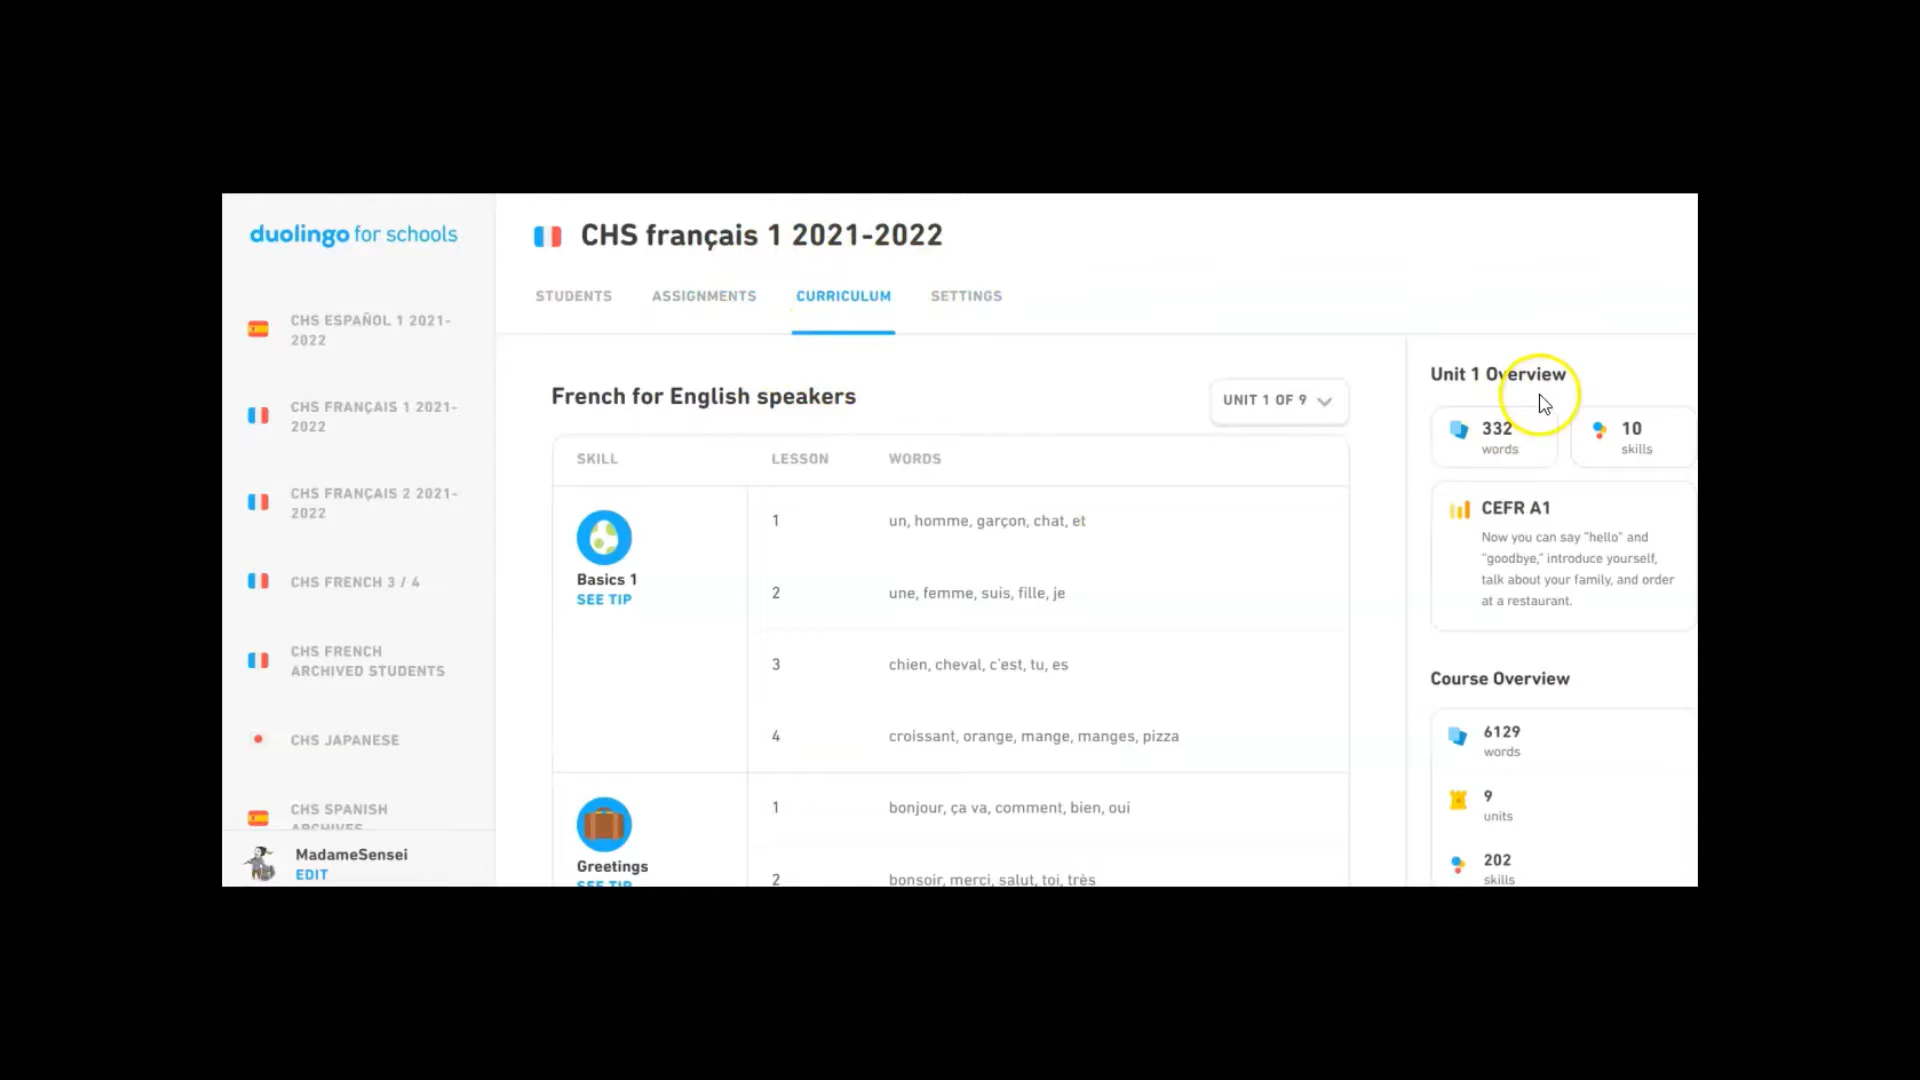 duolingo for schools
CHS ESPAÑOL 1 2021-
2022
CHS FRANÇAIS 1 2021-
2022
CHS FRANÇAIS 2 2021-
2022
CHS FRENCH 3 / 4
CHS FRENCH
ARCHIVED STUDENTS
CHS JAPANESE
CHS SPANISH
ARCHIVES
MadameSensei
EDIT
CHS français 1 2021-2022
STUDENTS ASSIGNMENTS CURRICULUM SETTINGS
French for English speakers
UNIT 1 OF 9
SKILL LESSON WORDS
Basics 1
SEE TIP
1 un, homme, garçon, chat, et
2 une, femme, suis, fille, je
3 chien, cheval, c'est, tu, es
4 croissant, orange, mange, manges, pizza
Greetings
SEE TIP
1 bonjour, ça va, comment, bien, oui
2 bonsoir, merci, salut, toi, très
Unit 1 Overview
332
words
10
skills
CEFR A1
Now you can say "hello" and
"goodbye," introduce yourself,
talk about your family, and order
at a restaurant.
Course Overview
6129
words
9
units
202
skills